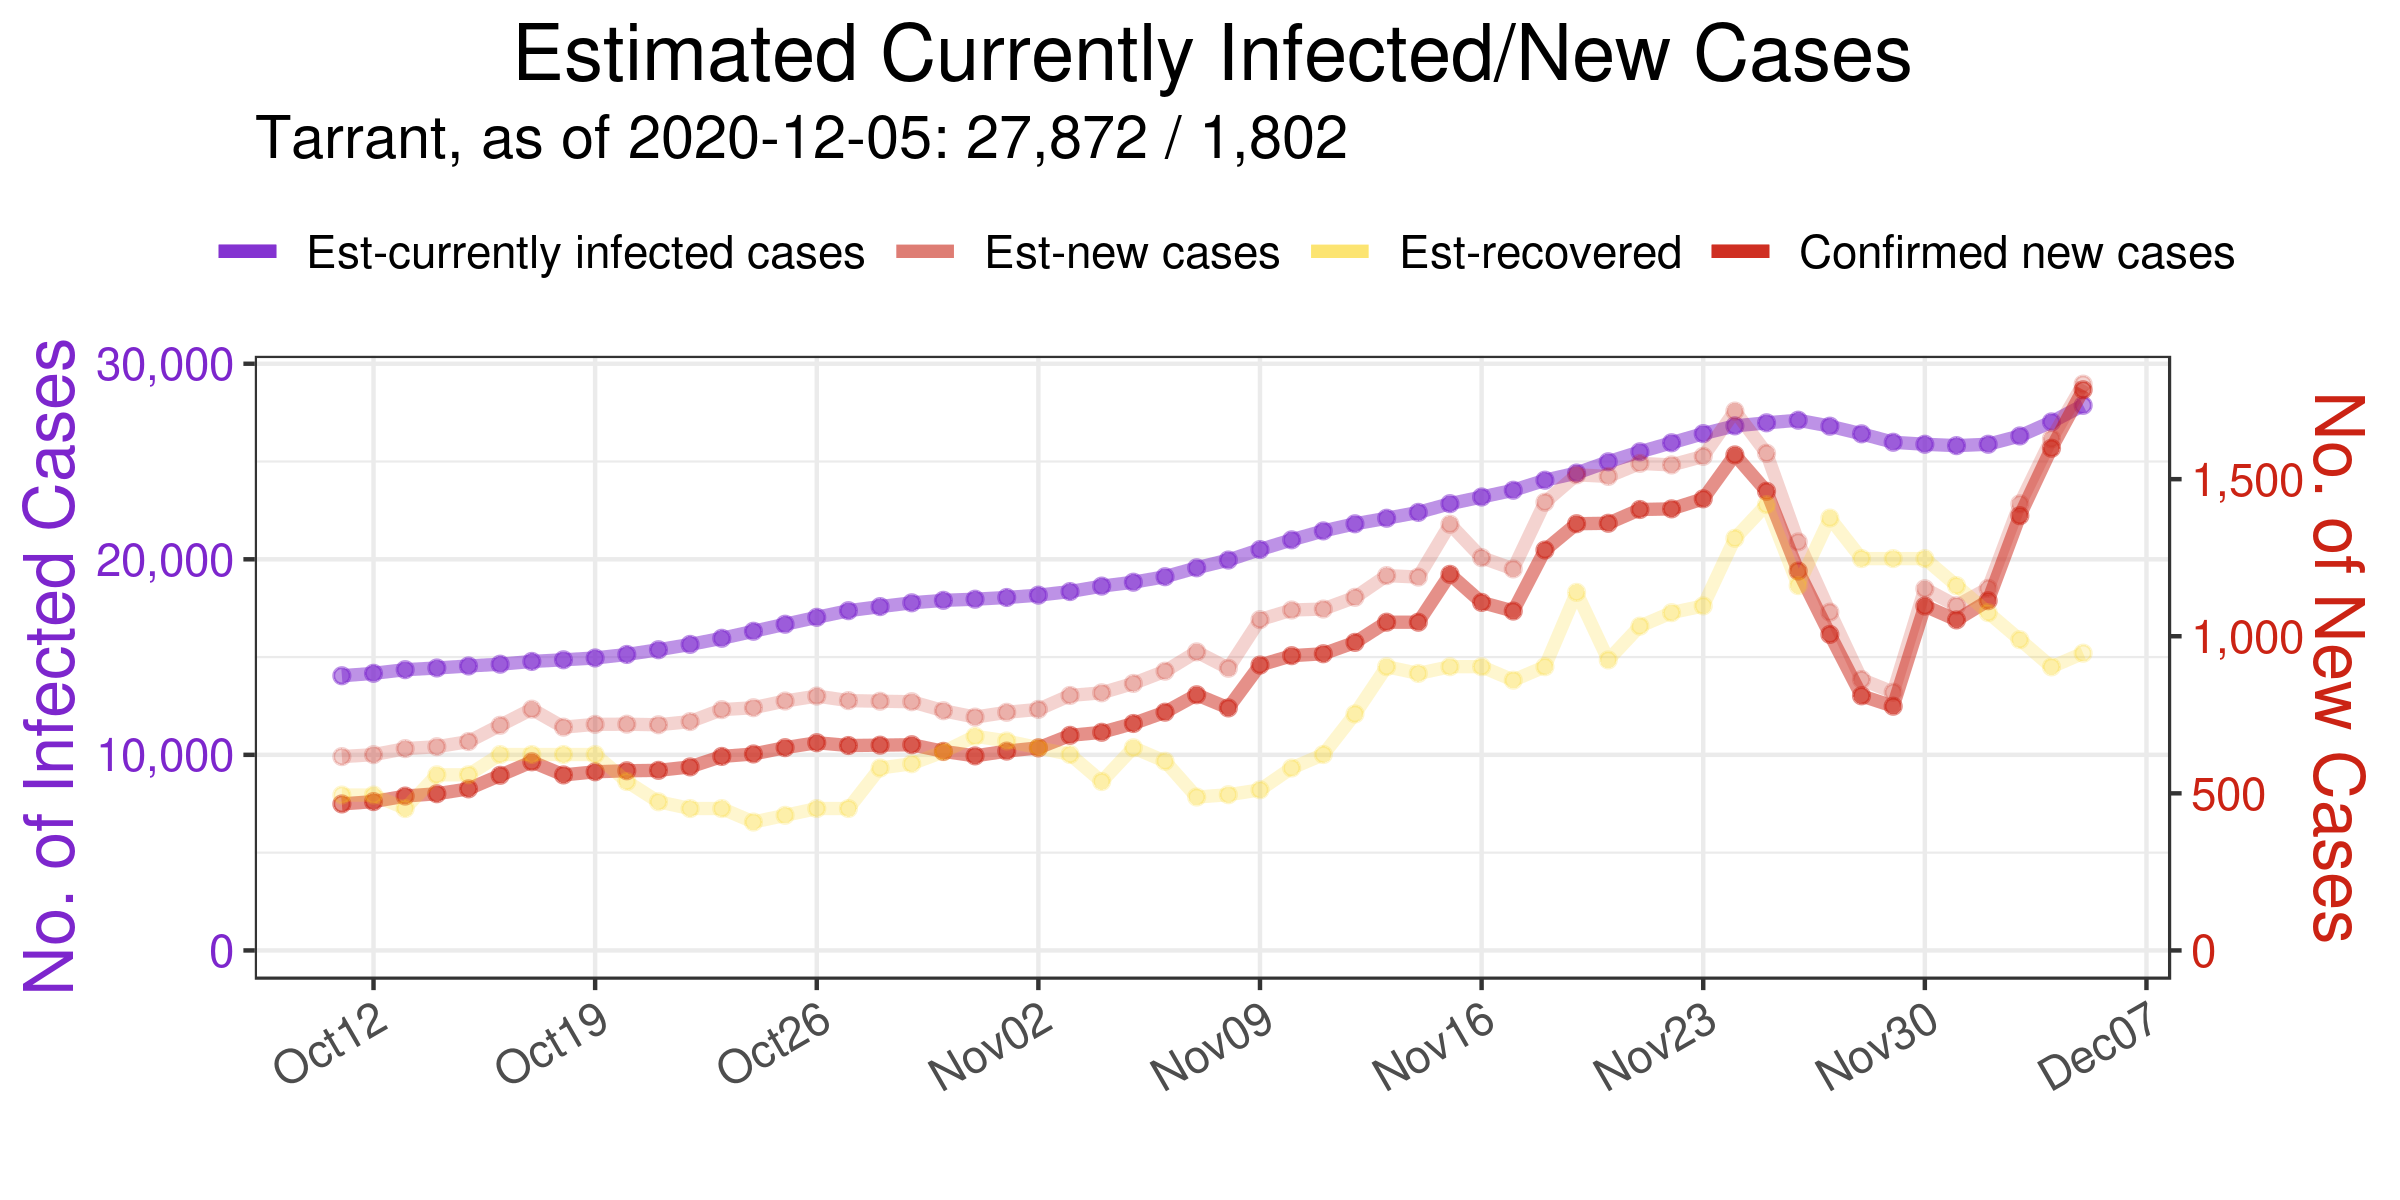 Estimated Currently Infected/New Cases
Tarrant, as of 2020-12-05: 27,872 / 1,802
Est-currently infected cases Est-new cases Est-recovered Confirmed new cases
No. of Infected Cases
30,000
20,000
10,000
0
No. of New Cases
1,500
1,000
500
0
Oct12 Oct19 Oct26 Nov02 Nov09 Nov16 Nov23 Nov30 Dec07